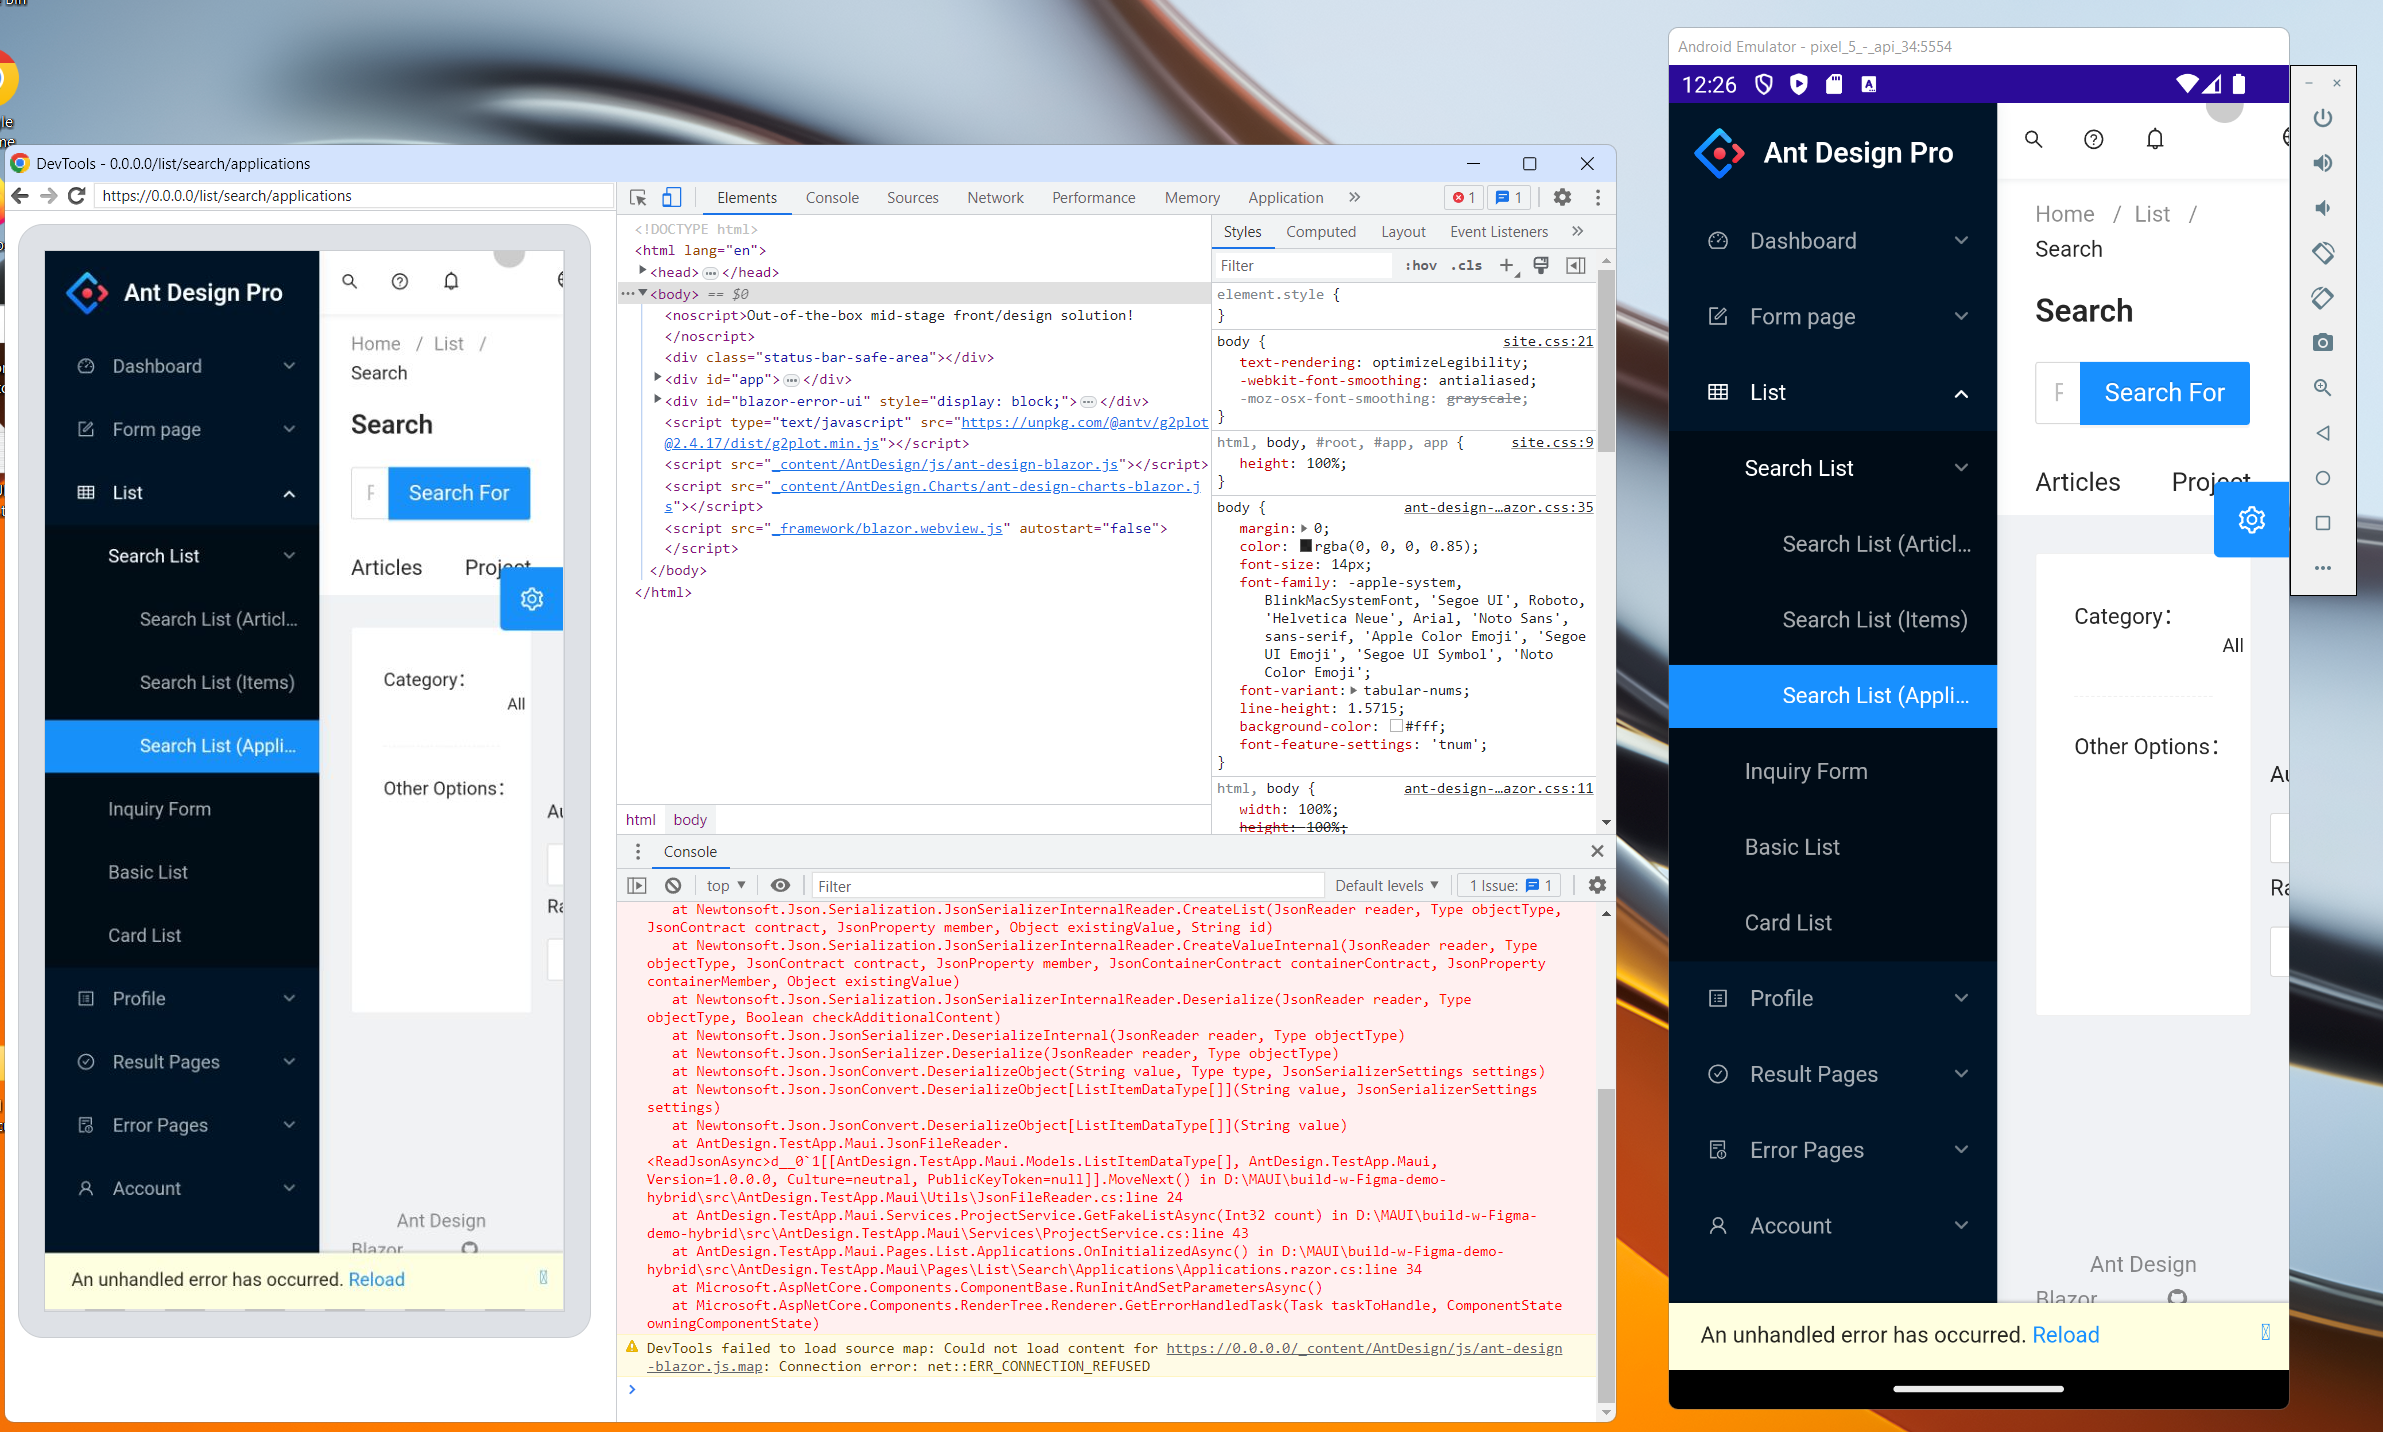 DevTools - 0.0.0.0/list/search/applications
https://0.0.0.0/list/search/applications
Ant Design Pro
Dashboard
Form page
List
Search List
Search List (Articl...
Search List (Items)
Search List (Appli...
Inquiry Form
Basic List
Card List
Profile
Result Pages
Error Pages
Account
Home / List /
Search
Search
Search For
Articles
Project
Category：
All
Other Options：
Ant Design
Blazor
An unhandled error has occurred. Reload
Elements
Console
Sources
Network
Performance
Memory
Application
1
1
<!DOCTYPE html>
<html lang="en">
<head>…</head>
<body> == $0
<noscript>Out-of-the-box mid-stage front/design solution!
</noscript>
<div class="status-bar-safe-area"></div>
<div id="app">…</div>
<div id="blazor-error-ui" style="display: block;">…</div>
<script type="text/javascript" src="https://unpkg.com/@antv/g2plot
@2.4.17/dist/g2plot.min.js"></script>
<script src="_content/AntDesign/js/ant-design-blazor.js"></script>
<script src="_content/AntDesign.Charts/ant-design-charts-blazor.j
s"></script>
<script src="_framework/blazor.webview.js" autostart="false">
</script>
</body>
</html>
html body
Styles
Computed
Layout
Event Listeners
Filter
:hov .cls
element.style {
}
body { site.css:21
text-rendering: optimizeLegibility;
-webkit-font-smoothing: antialiased;
-moz-osx-font-smoothing: grayscale;
}
html, body, #root, #app, app { site.css:9
height: 100%;
}
body { ant-design-…azor.css:35
margin: 0;
color: rgba(0, 0, 0, 0.85);
font-size: 14px;
font-family: -apple-system,
BlinkMacSystemFont, 'Segoe UI', Roboto,
'Helvetica Neue', Arial, 'Noto Sans',
sans-serif, 'Apple Color Emoji', 'Segoe
UI Emoji', 'Segoe UI Symbol', 'Noto
Color Emoji';
font-variant: tabular-nums;
line-height: 1.5715;
background-color: #fff;
font-feature-settings: 'tnum';
}
html, body { ant-design-…azor.css:11
width: 100%;
height: 100%;
Console
top
Filter
Default levels
1 Issue: 1
at Newtonsoft.Json.Serialization.JsonSerializerInternalReader.CreateList(JsonReader reader, Type objectType,
JsonContract contract, JsonProperty member, Object existingValue, String id)
at Newtonsoft.Json.Serialization.JsonSerializerInternalReader.CreateValueInternal(JsonReader reader, Type
objectType, JsonContract contract, JsonProperty member, JsonContainerContract containerContract, JsonProperty
containerMember, Object existingValue)
at Newtonsoft.Json.Serialization.JsonSerializerInternalReader.Deserialize(JsonReader reader, Type
objectType, Boolean checkAdditionalContent)
at Newtonsoft.Json.JsonSerializer.DeserializeInternal(JsonReader reader, Type objectType)
at Newtonsoft.Json.JsonSerializer.Deserialize(JsonReader reader, Type objectType)
at Newtonsoft.Json.JsonConvert.DeserializeObject(String value, Type type, JsonSerializerSettings settings)
at Newtonsoft.Json.JsonConvert.DeserializeObject[ListItemDataType[]](String value, JsonSerializerSettings
settings)
at Newtonsoft.Json.JsonConvert.DeserializeObject[ListItemDataType[]](String value)
at AntDesign.TestApp.Maui.JsonFileReader.
<ReadJsonAsync>d__0`1[[AntDesign.TestApp.Maui.Models.ListItemDataType[], AntDesign.TestApp.Maui,
Version=1.0.0.0, Culture=neutral, PublicKeyToken=null]].MoveNext() in D:\MAUI\build-w-Figma-demo-
hybrid\src\AntDesign.TestApp.Maui\Utils\JsonFileReader.cs:line 24
at AntDesign.TestApp.Maui.Services.ProjectService.GetFakeListAsync(Int32 count) in D:\MAUI\build-w-Figma-
demo-hybrid\src\AntDesign.TestApp.Maui\Services\ProjectService.cs:line 43
at AntDesign.TestApp.Maui.Pages.List.Applications.OnInitializedAsync() in D:\MAUI\build-w-Figma-demo-
hybrid\src\AntDesign.TestApp.Maui\Pages\List\Search\Applications\Applications.razor.cs:line 34
at Microsoft.AspNetCore.Components.ComponentBase.RunInitAndSetParametersAsync()
at Microsoft.AspNetCore.Components.RenderTree.Renderer.GetErrorHandledTask(Task taskToHandle, ComponentState
owningComponentState)
DevTools failed to load source map: Could not load content for https://0.0.0.0/_content/AntDesign/js/ant-design
-blazor.js.map: Connection error: net::ERR_CONNECTION_REFUSED
Android Emulator - pixel_5_-_api_34:5554
12:26
Ant Design Pro
Dashboard
Form page
List
Search List
Search List (Articl...
Search List (Items)
Search List (Appli...
Inquiry Form
Basic List
Card List
Profile
Result Pages
Error Pages
Account
Home / List /
Search
Search
Search For
Articles
Project
Category：
All
Other Options：
Ant Design
Blazor
An unhandled error has occurred. Reload